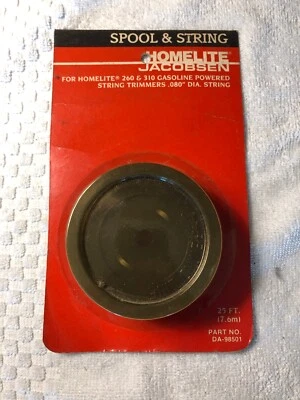 SPOOL & STRING
HOMELITE
JACOBSEN
FOR HOMELITE® 260 & 310 GASOLINE POWERED
STRING TRIMMERS .080" DIA. STRING
25 FT.
(7.6m)
PART NO.
DA-98501